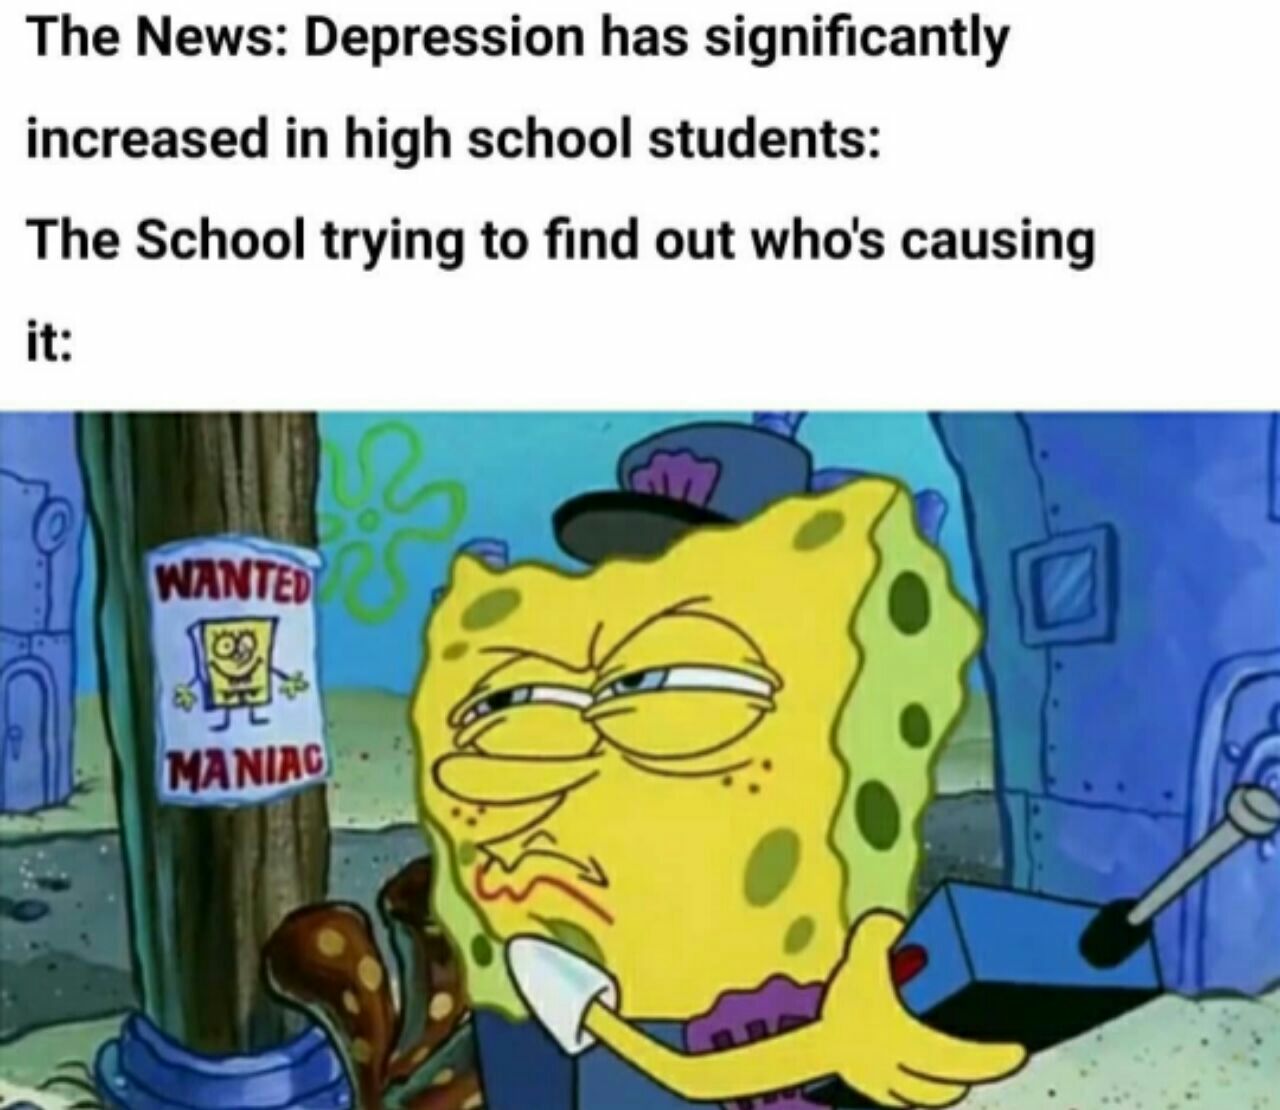 The News: Depression has significantly
increased in high school students:
The School trying to find out who's causing
it:
WANTED
MANIAC